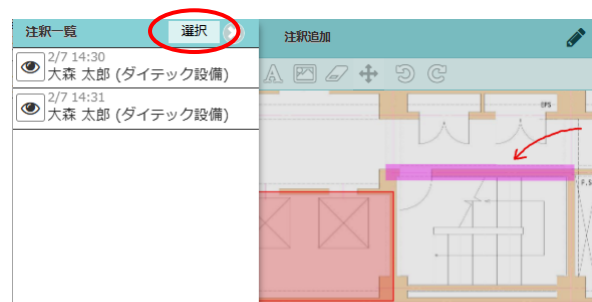 注釈一覧
選択
注釈追加
2/7 14:30
大森 太郎 (ダイテック設備)
2/7 14:31
大森 太郎 (ダイテック設備)
A
EPS
P.S